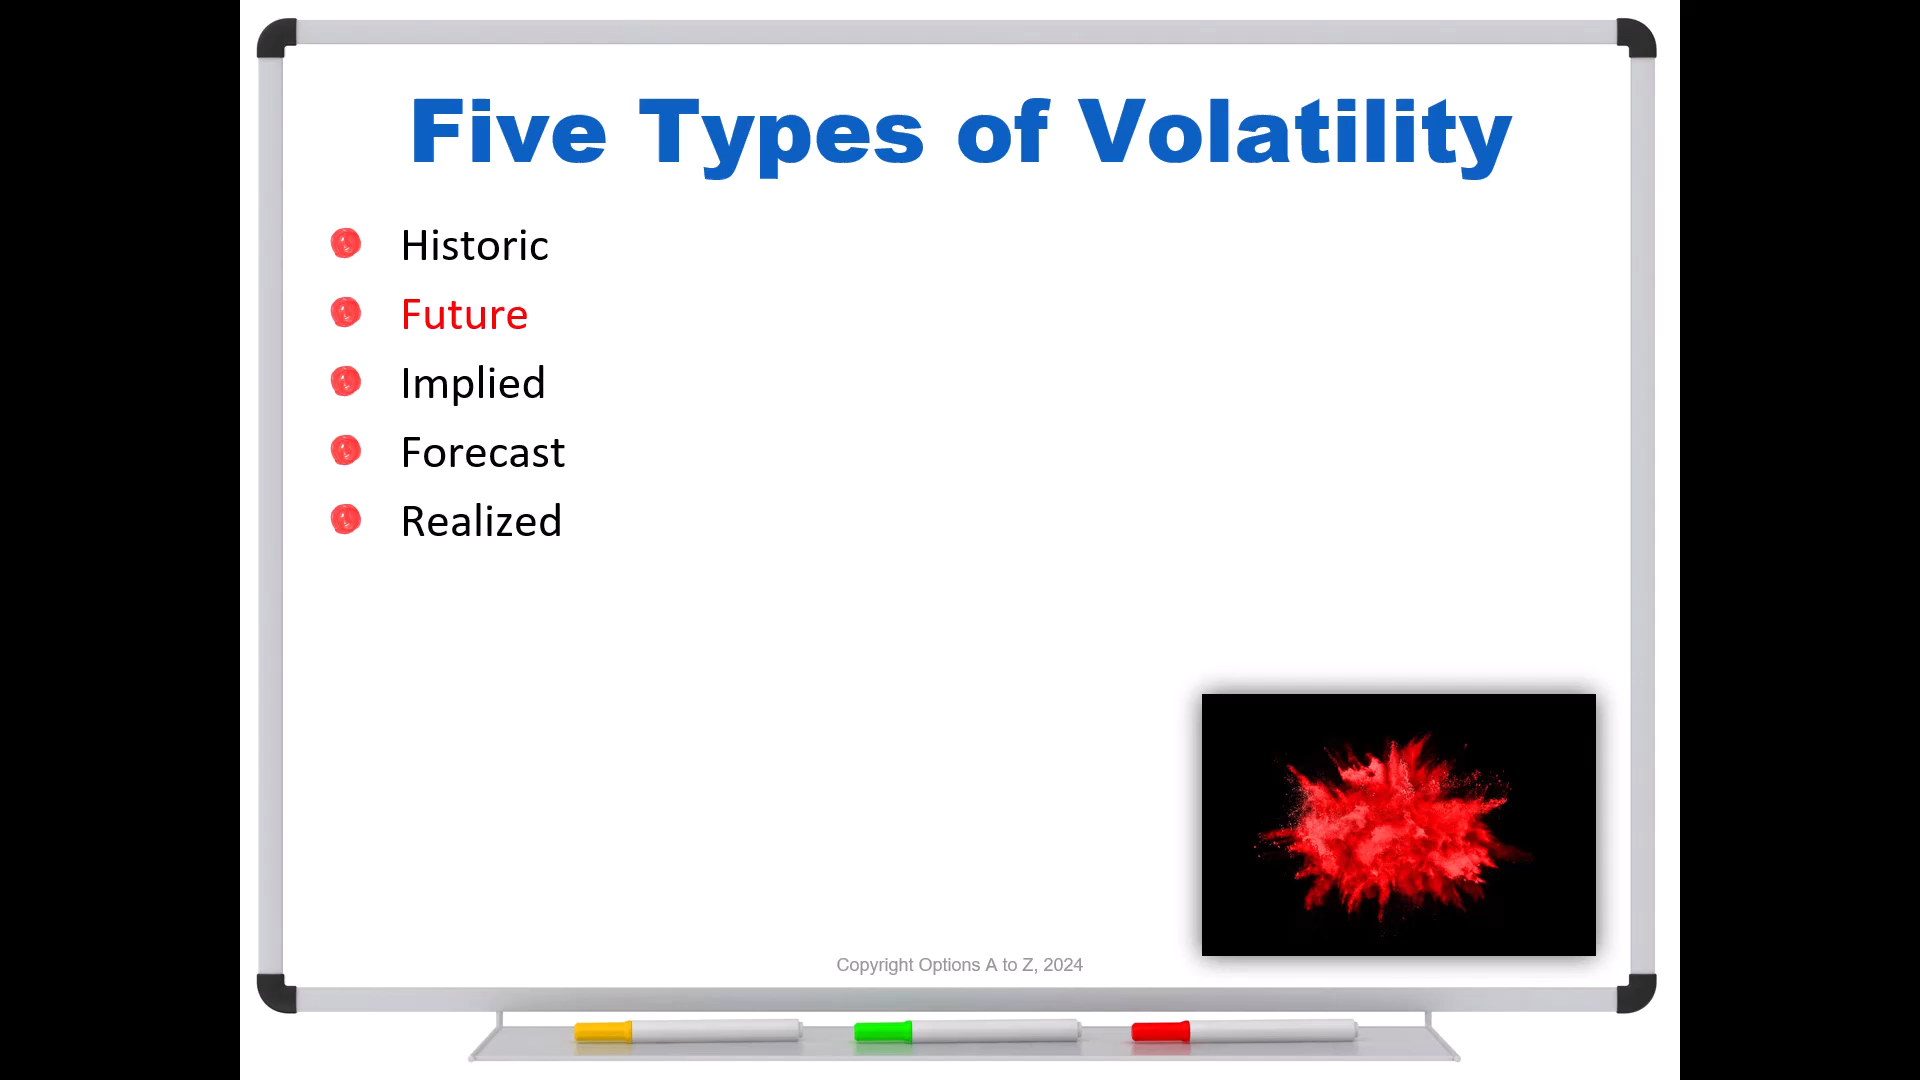 Five Types of Volatility
Historic
Future
Implied
Forecast
Realized
Copyright Options A to Z, 2024